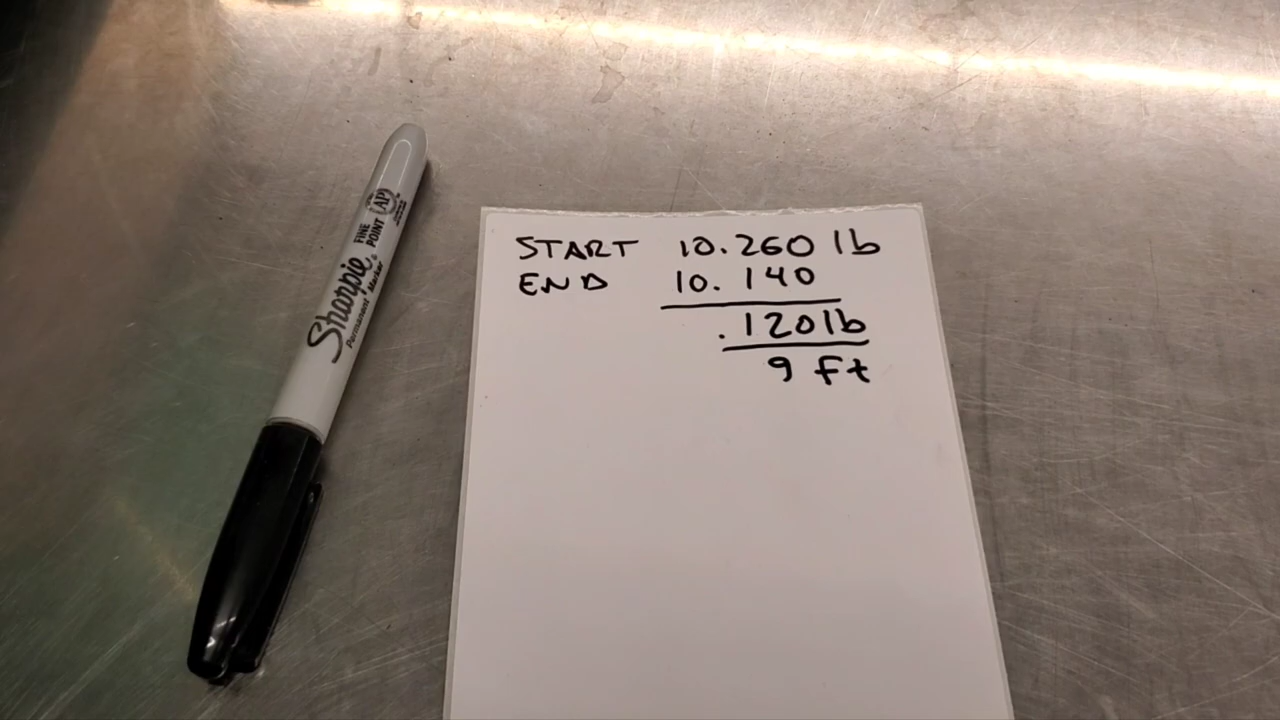 Sharpie
Permanent Marker
FINE
POINT
AP
START 10.260 lb
END 10.140
.120 lb
9 ft